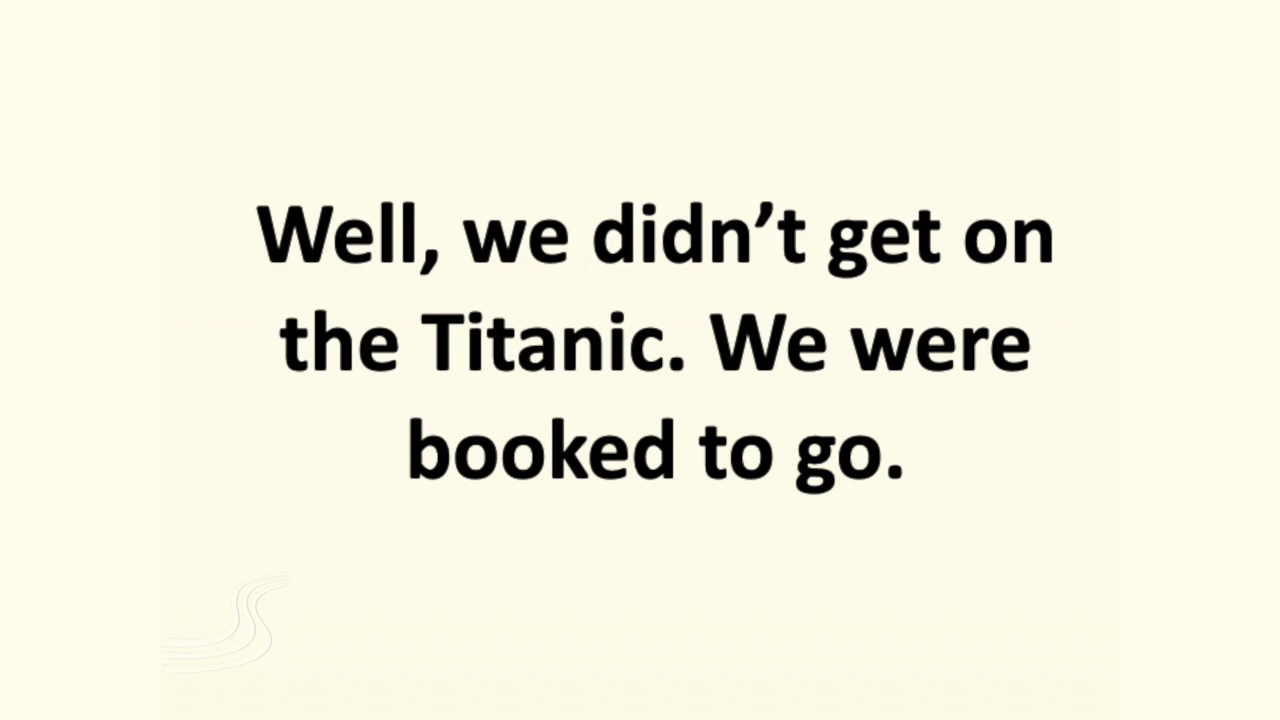 Well, we didn’t get on
the Titanic. We were
booked to go.